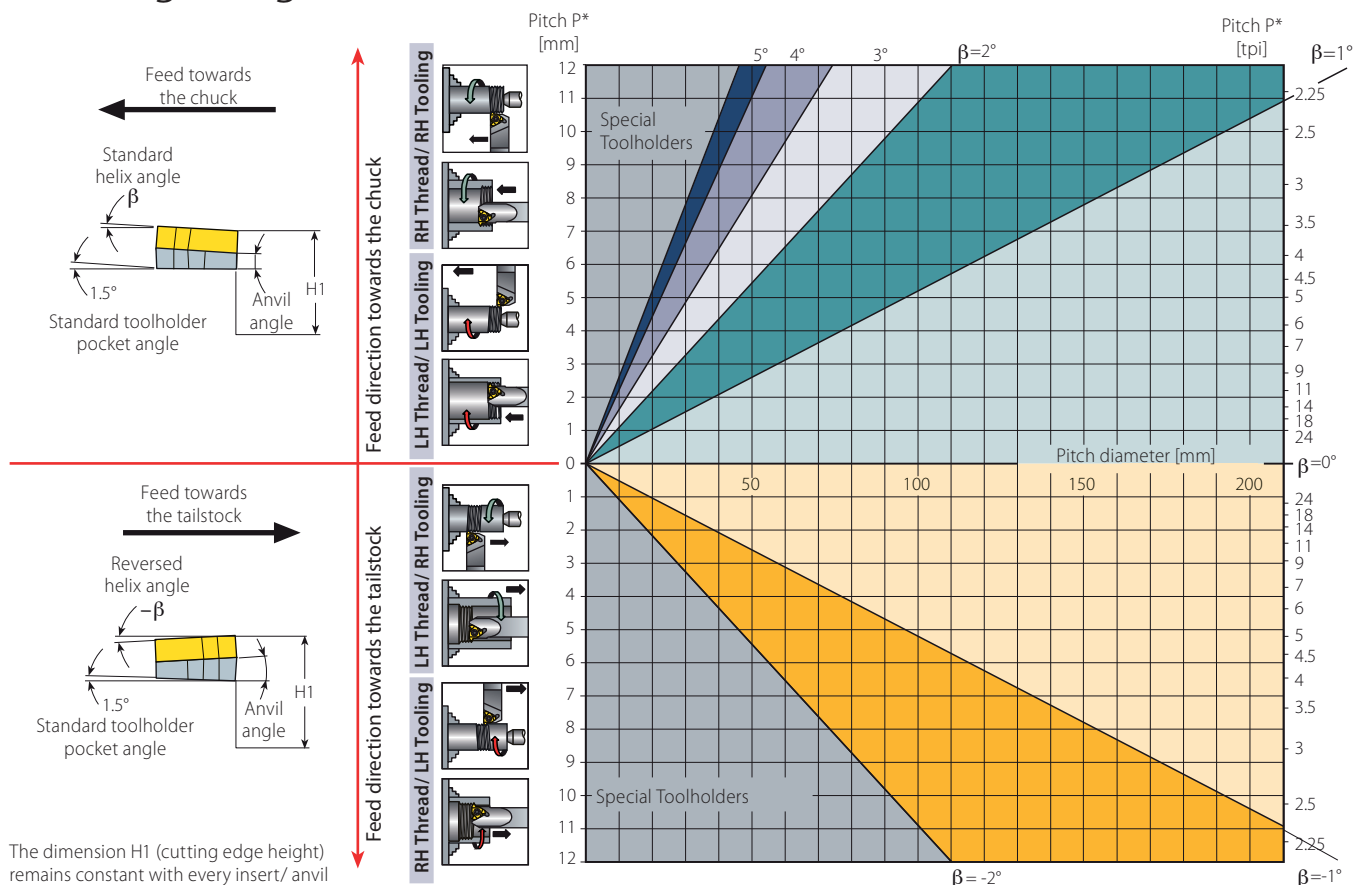 Feed towards
the chuck
Standard
helix angle
β
1.5°
Standard toolholder
pocket angle
Anvil
angle
H1
Feed towards
the tailstock
Reversed
helix angle
–β
1.5°
Standard toolholder
pocket angle
Anvil
angle
H1
The dimension H1 (cutting edge height)
remains constant with every insert/ anvil
Feed direction towards the chuck
Feed direction towards the tailstock
RH Thread/ RH Tooling
LH Thread/ LH Tooling
LH Thread/ RH Tooling
RH Thread/ LH Tooling
Pitch P*
[mm]
5°
4°
3°
β=2°
Pitch P*
[tpi]
β=1°
12
11
10
9
8
7
6
5
4
3
2
1
0
1
2
3
4
5
6
7
8
9
10
11
12
Special
Toolholders
Pitch diameter [mm]
50
100
150
200
Special Toolholders
2.25
2.5
3
3.5
4
4.5
5
6
7
9
11
14
18
24
β=0°
24
18
14
11
9
7
6
5
4.5
4
3.5
3
2.5
2.25
β= -2°
β=-1°